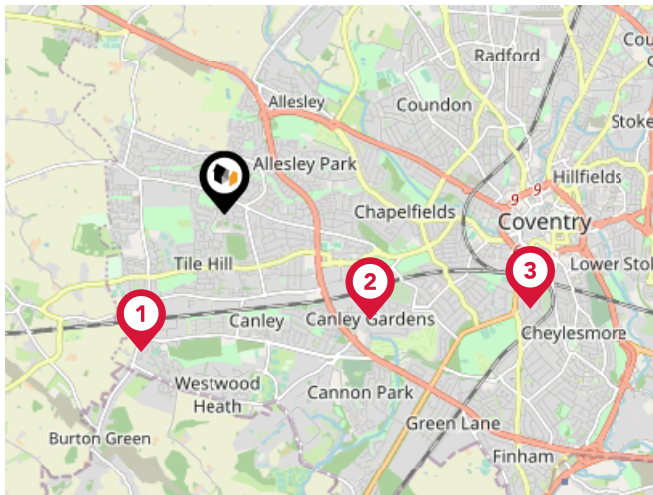 Radford
Cou
Allesley
Coundon
Stoke
Allesley Park
Hillfields
9
9
Chapelfields
Coventry
Tile Hill
Lower Stol
1
2
3
Canley
Canley Gardens
Cheylesmore
Westwood
Heath
Cannon Park
Green Lane
Burton Green
Finham